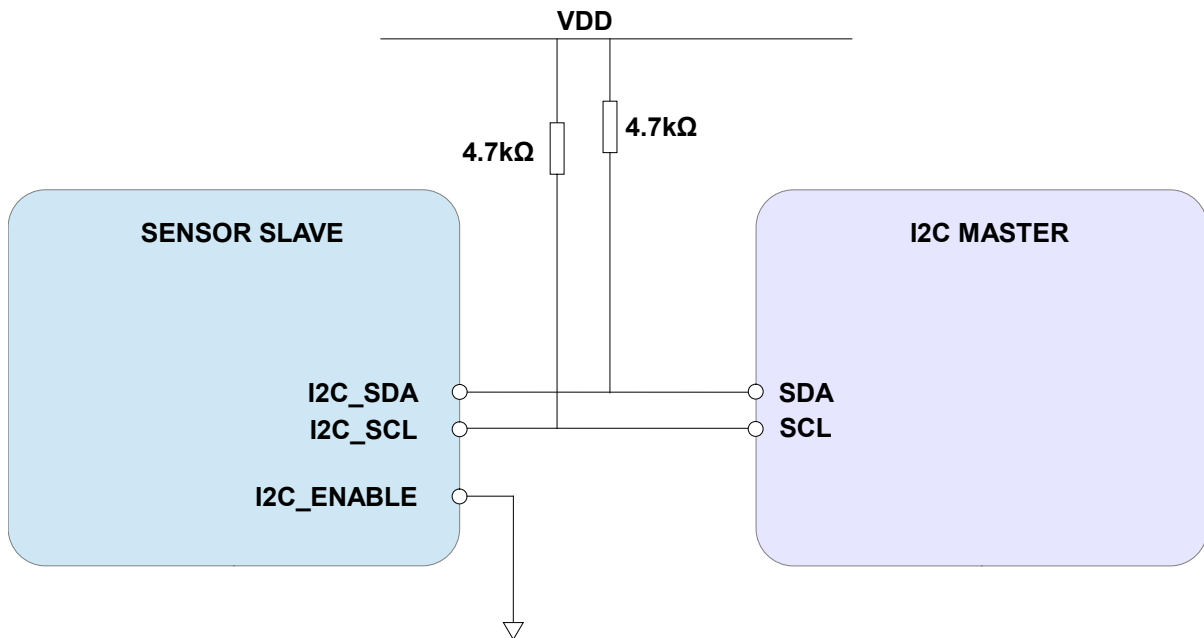 VDD
4.7kΩ
4.7kΩ
SENSOR SLAVE
I2C MASTER
I2C_SDA
SDA
I2C_SCL
SCL
I2C_ENABLE